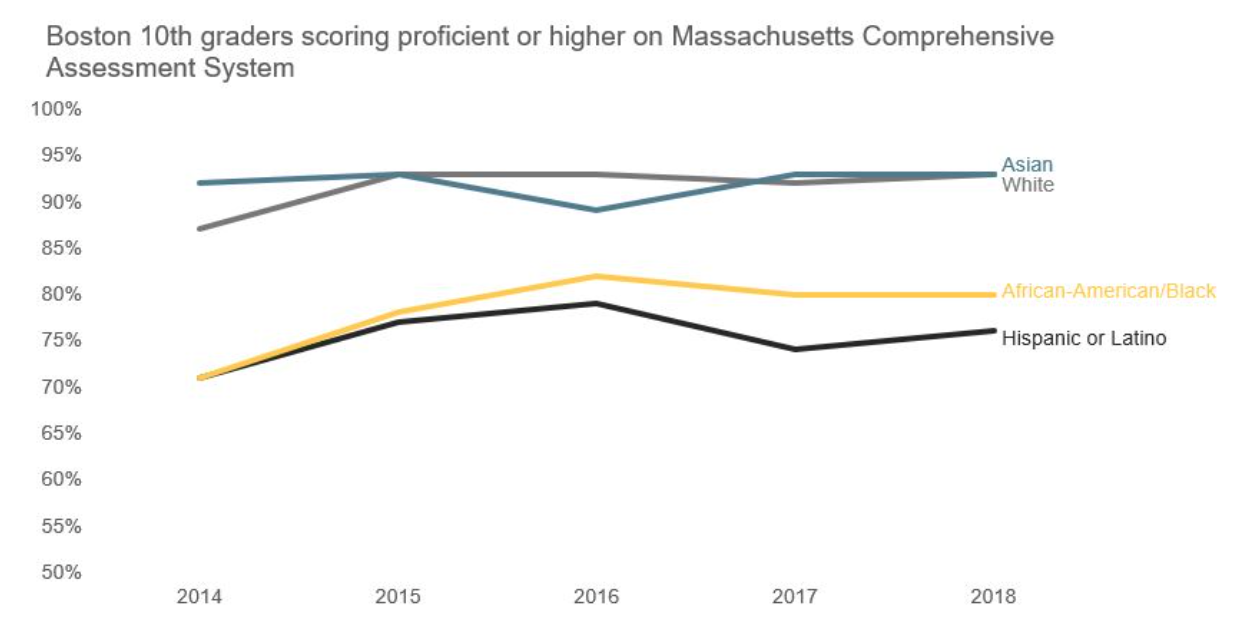 Boston 10th graders scoring proficient or higher on Massachusetts Comprehensive
Assessment System
100%
95%
90%
85%
80%
75%
70%
65%
60%
55%
50%
Asian
White
African-American/Black
Hispanic or Latino
2014 2015 2016 2017 2018